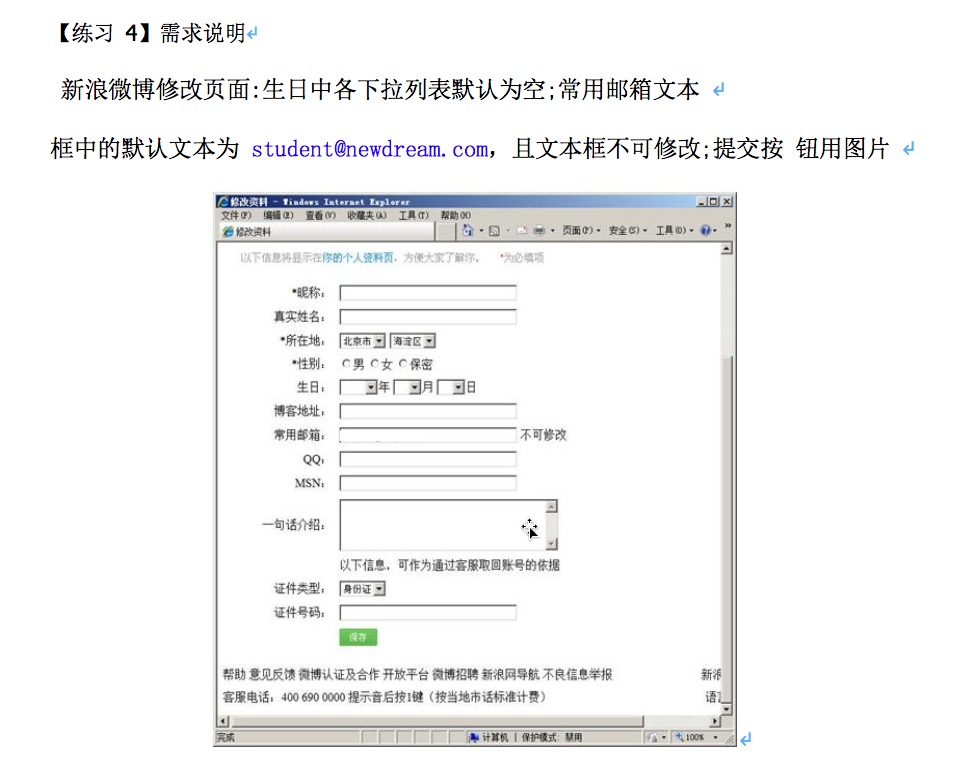 【练习 4】需求说明↵
新浪微博修改页面:生日中各下拉列表默认为空;常用邮箱文本 ↵
框中的默认文本为 student@newdream.com，且文本框不可修改;提交按 钮用图片 ↵
修改资料 - Windows Internet Explorer
文件(F) 编辑(E) 查看(V) 收藏夹(A) 工具(T) 帮助(H)
修改资料 页面(P) 安全(S) 工具(O) »
以下信息将显示在你的个人资料页，方便大家了解你。 *为必填项
*昵称：
真实姓名：
*所在地： 北京市 海淀区
*性别： 男 女 保密
生日： 年 月 日
博客地址：
常用邮箱： 不可修改
QQ：
MSN：
一句话介绍：
以下信息，可作为通过客服取回账号的依据
证件类型： 身份证
证件号码：
保存
帮助 意见反馈 微博认证及合作 开放平台 微博招聘 新浪网导航 不良信息举报 新浪
客服电话：400 690 0000 提示音后按1键（按当地市话标准计费） 语言
完成 计算机 | 保护模式: 禁用 100% ↵